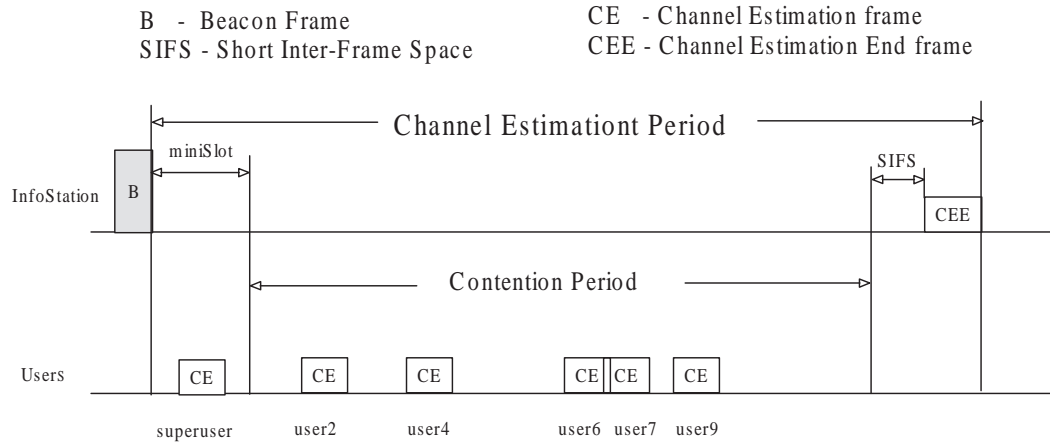 B - Beacon Frame
CE - Channel Estimation frame
SIFS - Short Inter-Frame Space
CEE - Channel Estimation End frame
Channel Estimationt Period
miniSlot
SIFS
InfoStation
B
CEE
Contention Period
Users
CE
CE
CE
CE
CE
CE
superuser
user2
user4
user6
user7
user9